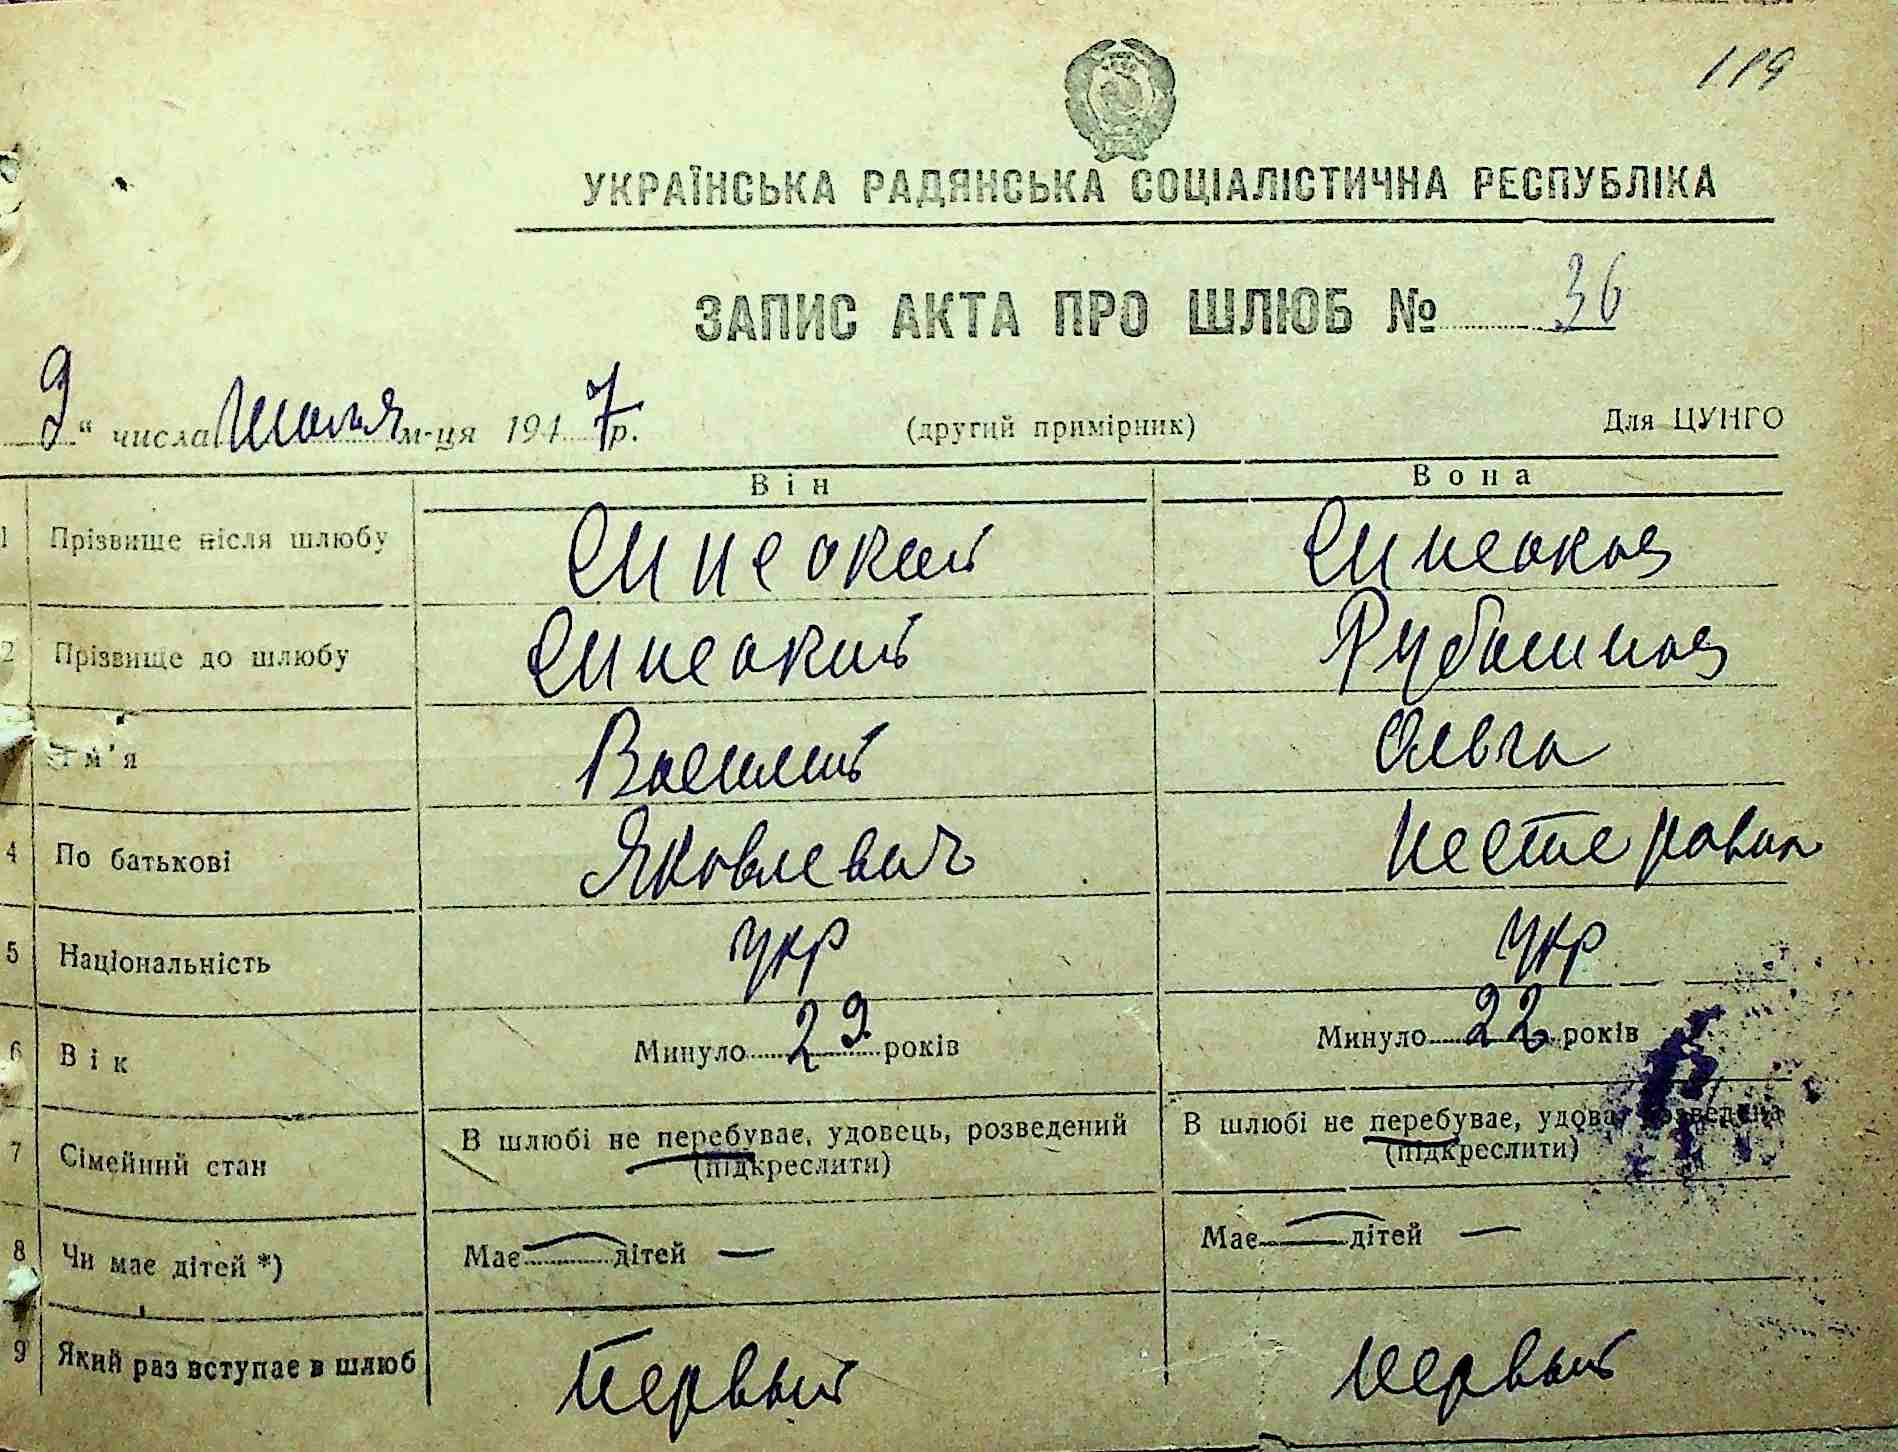 119
УКРАЇНСЬКА РАДЯНСЬКА СОЦІАЛІСТИЧНА РЕСПУБЛІКА
ЗАПИС АКТА ПРО ШЛЮБ № 36
9 " числа Июля м-ця 1947 р. (другий примірник) Для ЦУНГО
Він Вона
1 Прізвище після шлюбу Синеокий Синеокая
2 Прізвище до шлюбу Синеокий Рубашная
Ім'я Василий Ольга
4 По батькові Яковлевич Нестеровна
5 Національність укр укр
6 Вік Минуло 29 років Минуло 22 років
7 Сімейний стан В шлюбі не перебуває, удовець, розведений (підкреслити) В шлюбі не перебуває, удова, розведена (підкреслити)
8 Чи має дітей *) Має — дітей — Має — дітей —
9 Який раз вступає в шлюб Первый первый